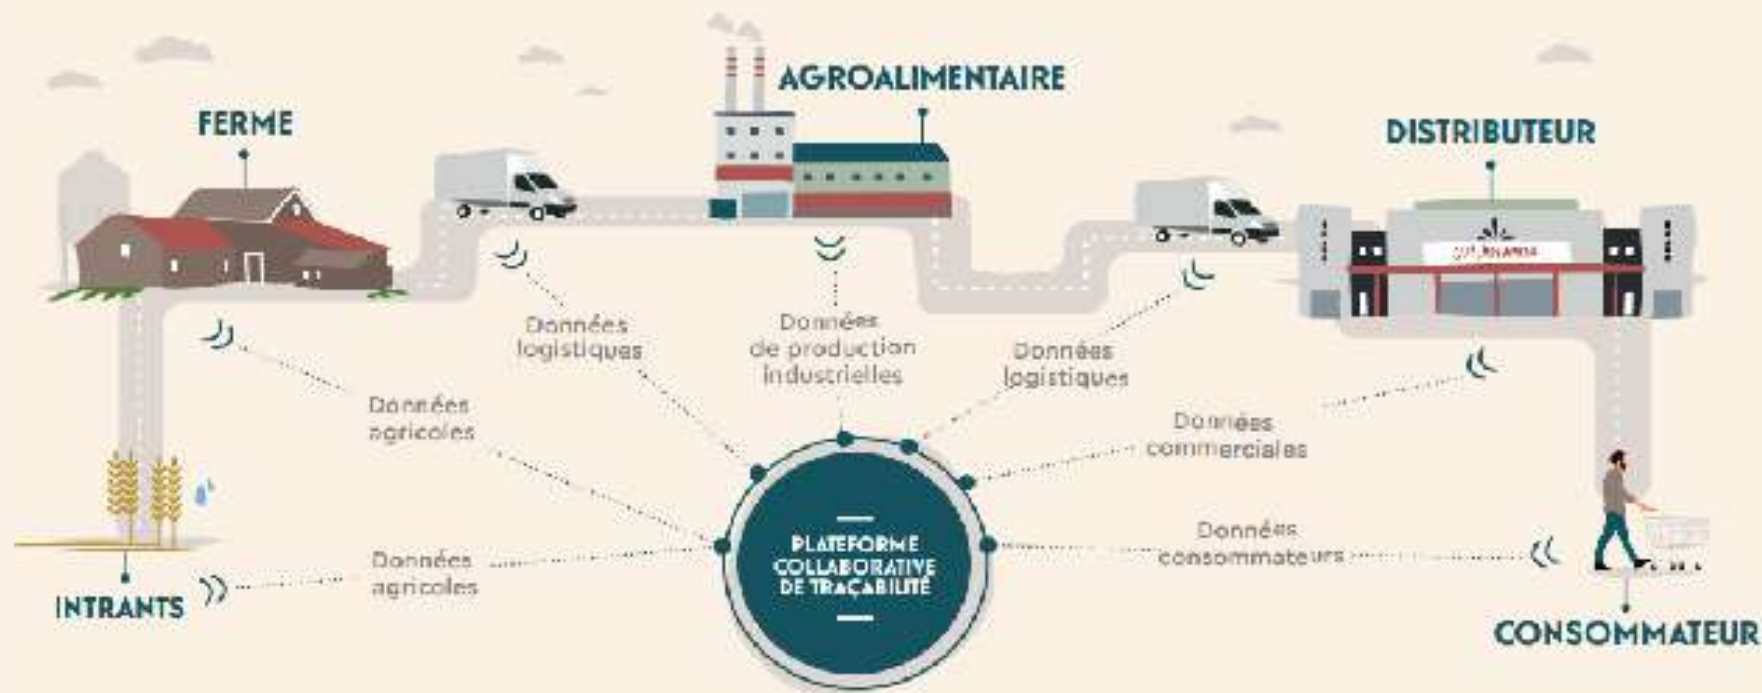 AGROALIMENTAIRE
FERME
DISTRIBUTEUR
Données
logistiques
Données
de production
industrielles
Données
logistiques
Données
agricoles
Données
commerciales
Données
consommateurs
Données
agricoles
INTRANTS
PLATEFORME
COLLABORATIVE
DE TRAÇABILITÉ
CONSOMMATEUR